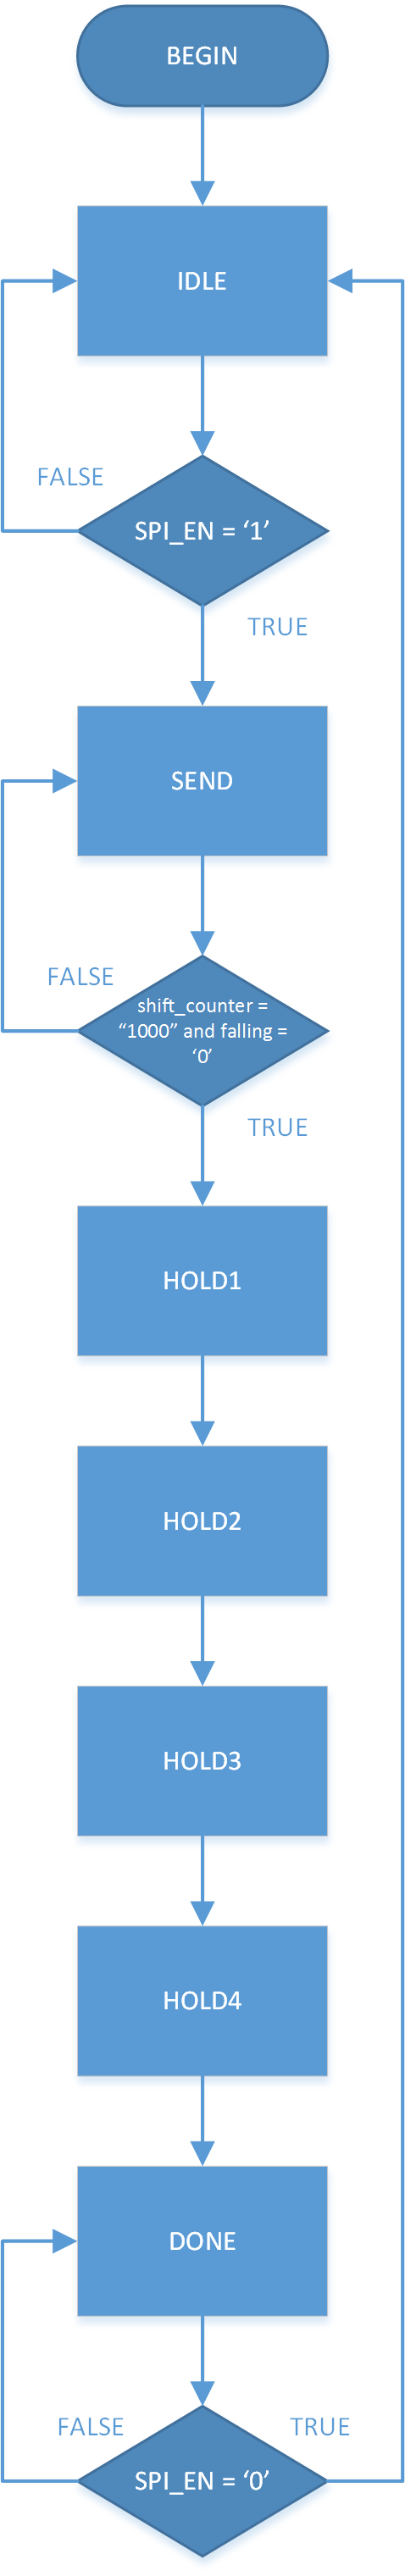 BEGIN
IDLE
FALSE
SPI_EN = ‘1’
TRUE
SEND
FALSE
shift_counter =
“1000” and falling =
‘0’
TRUE
HOLD1
HOLD2
HOLD3
HOLD4
DONE
FALSE
TRUE
SPI_EN = ‘0’